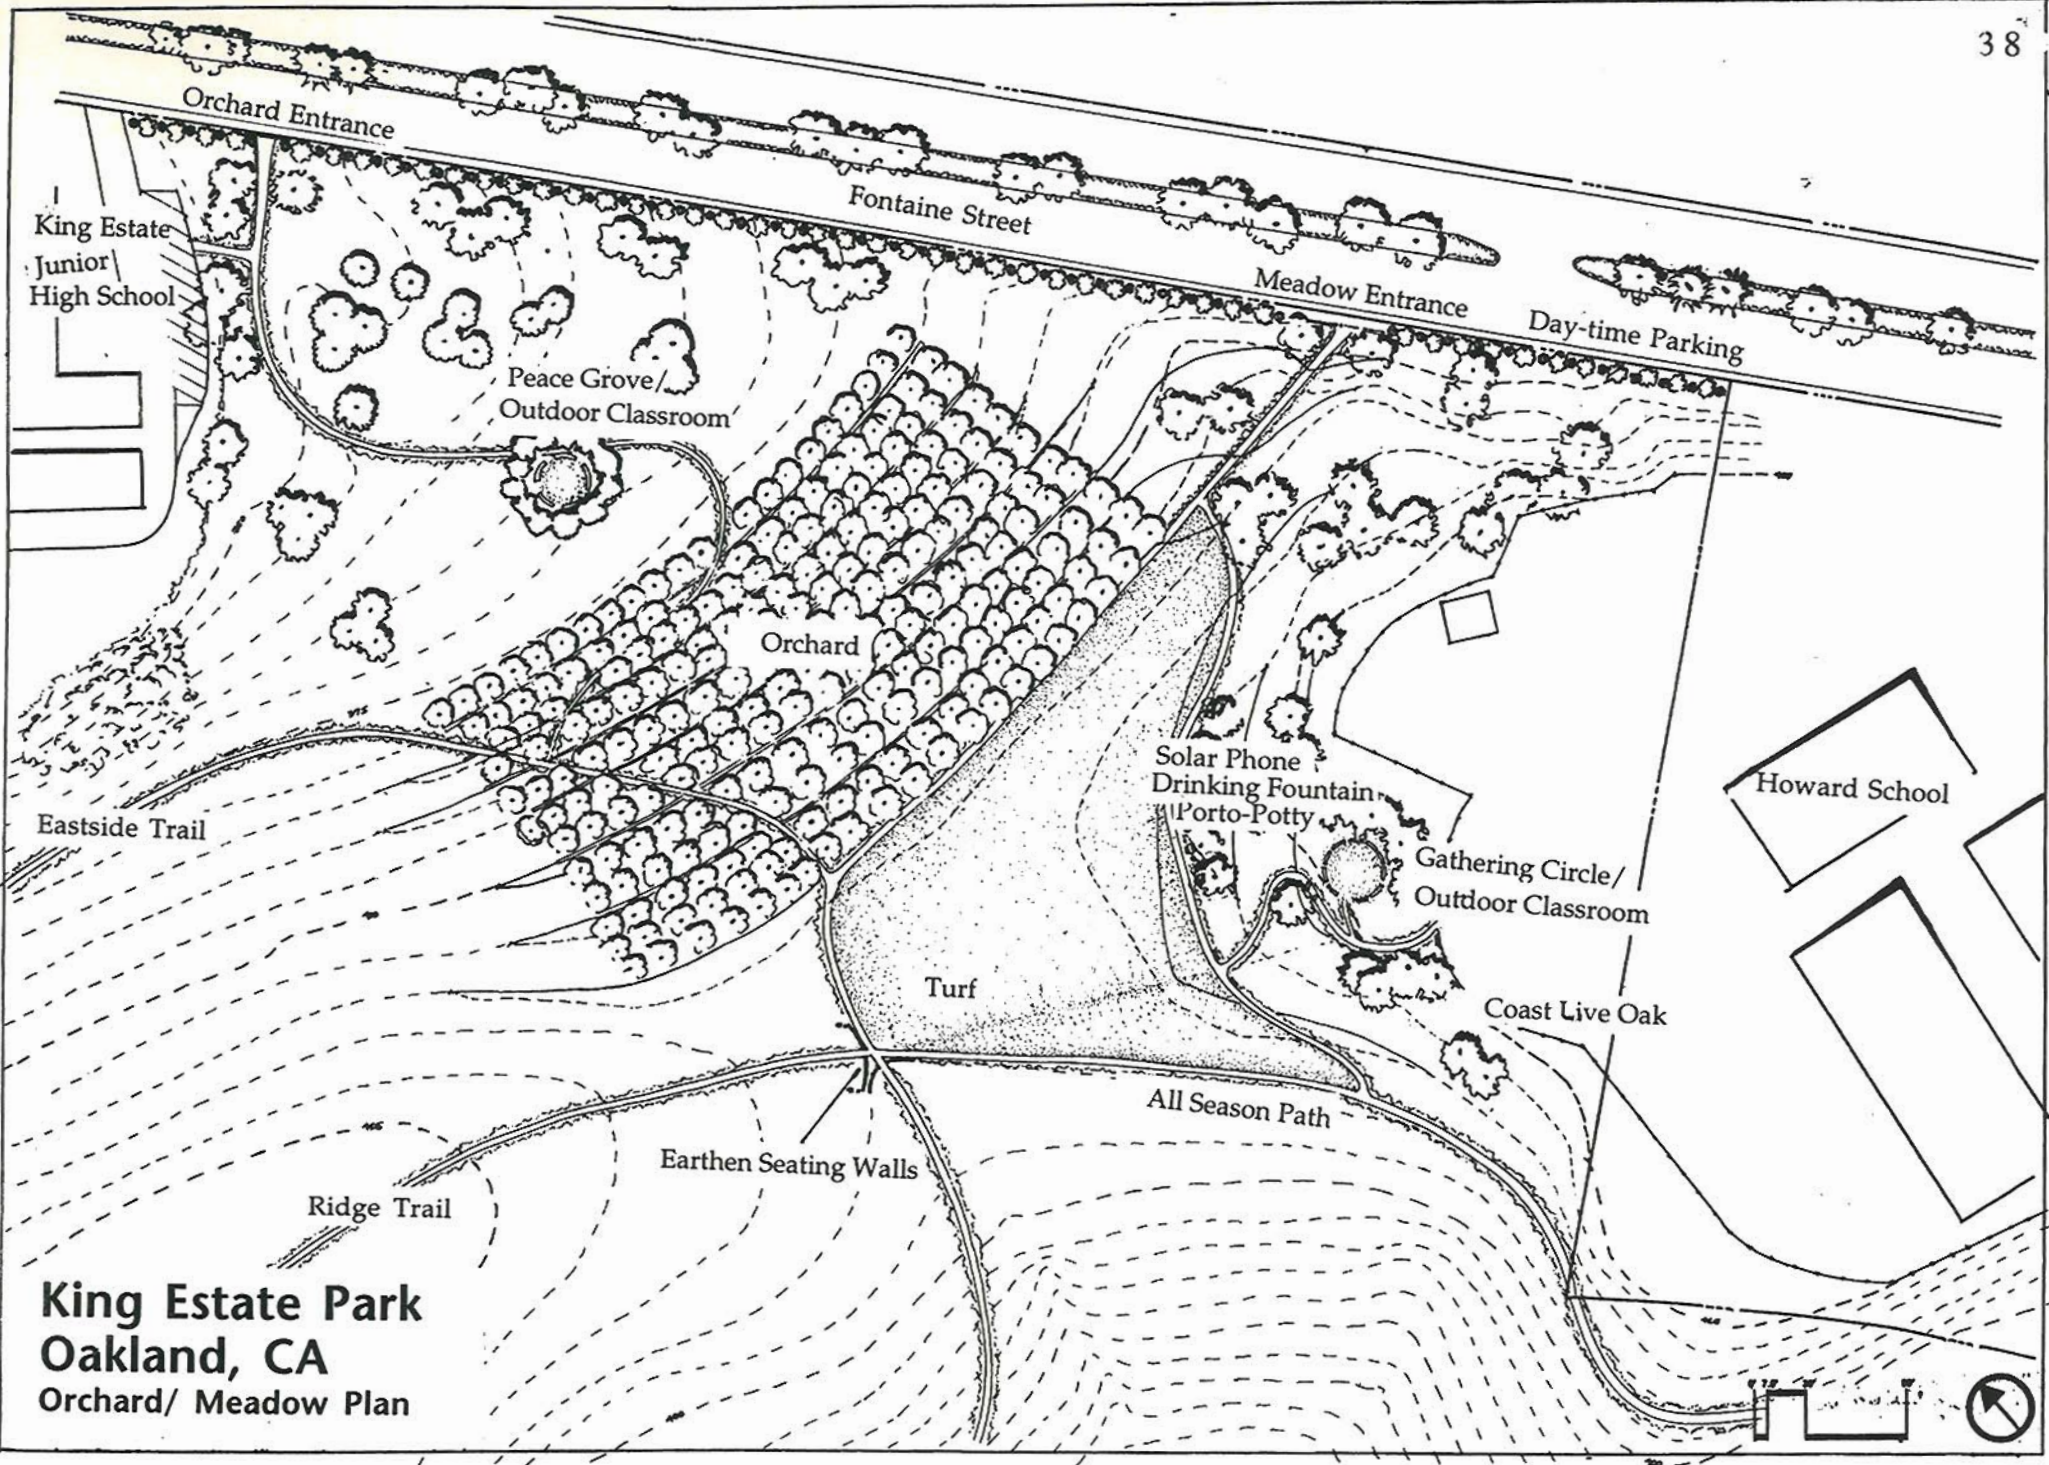 38
Orchard Entrance
Fontaine Street
Meadow Entrance
Day-time Parking
King Estate
Junior
High School
Peace Grove/
Outdoor Classroom
Orchard
975
Solar Phone
Drinking Fountain
Porto-Potty
Howard School
Eastside Trail
Gathering Circle/
Outdoor Classroom
Turf
Coast Live Oak
All Season Path
Earthen Seating Walls
Ridge Trail
King Estate Park
Oakland, CA
Orchard/ Meadow Plan